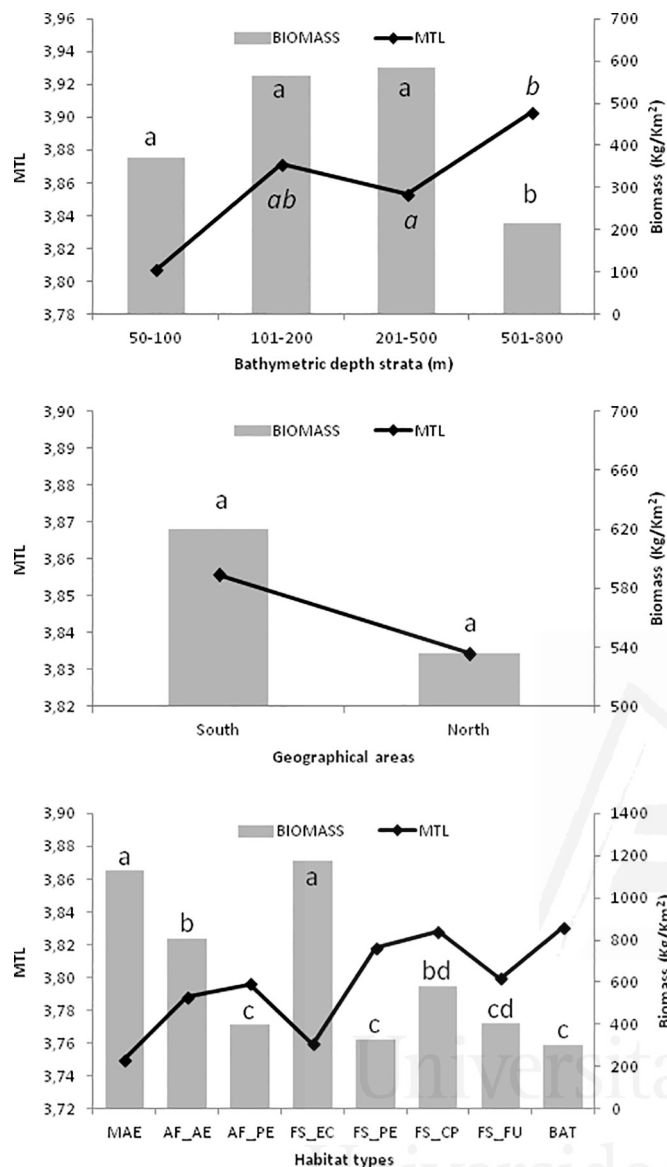 BIOMASS MTL
3,96 700
3,94 600
3,92 500
3,90 400
3,88 300
3,86 200
3,84 100
3,82 0
3,80
3,78
MTL
Biomass (Kg/Km²)
a a a b
ab a b
50-100 101-200 201-500 501-800
Bathymetric depth strata (m)
BIOMASS MTL
3,90 700
3,89 660
3,88 620
3,87 580
3,86 540
3,85 500
3,84
3,83
3,82
MTL
Biomass (Kg/Km²)
a a
South North
Geographical areas
BIOMASS MTL
3,90 1400
3,88 1200
3,86 1000
3,84 800
3,82 600
3,80 400
3,78 200
3,76 0
3,74
3,72
MTL
Biomass (Kg/Km²)
a b c a c bd cd c
MAE AF_AE AF_PE FS_EC FS_PE FS_CP FS_FU BAT
Habitat types